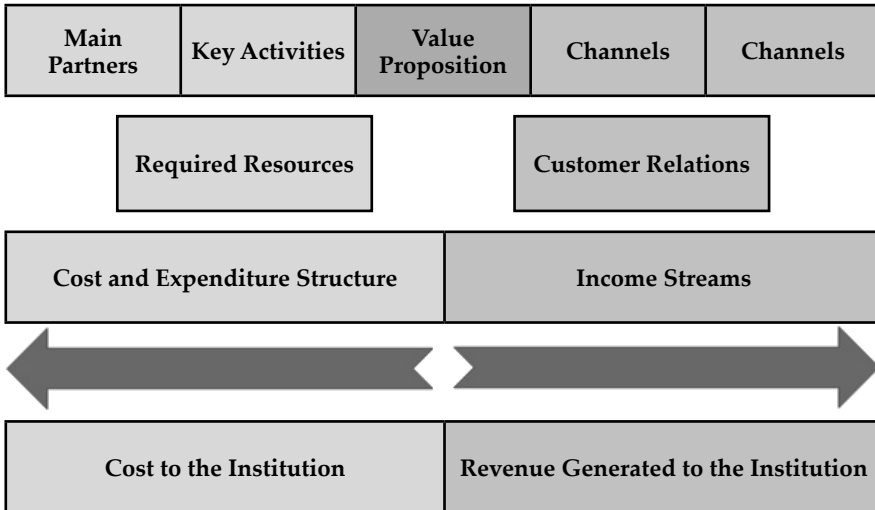 Main
Partners
Key Activities
Value
Proposition
Channels
Channels
Required Resources
Customer Relations
Cost and Expenditure Structure
Income Streams
Cost to the Institution
Revenue Generated to the Institution